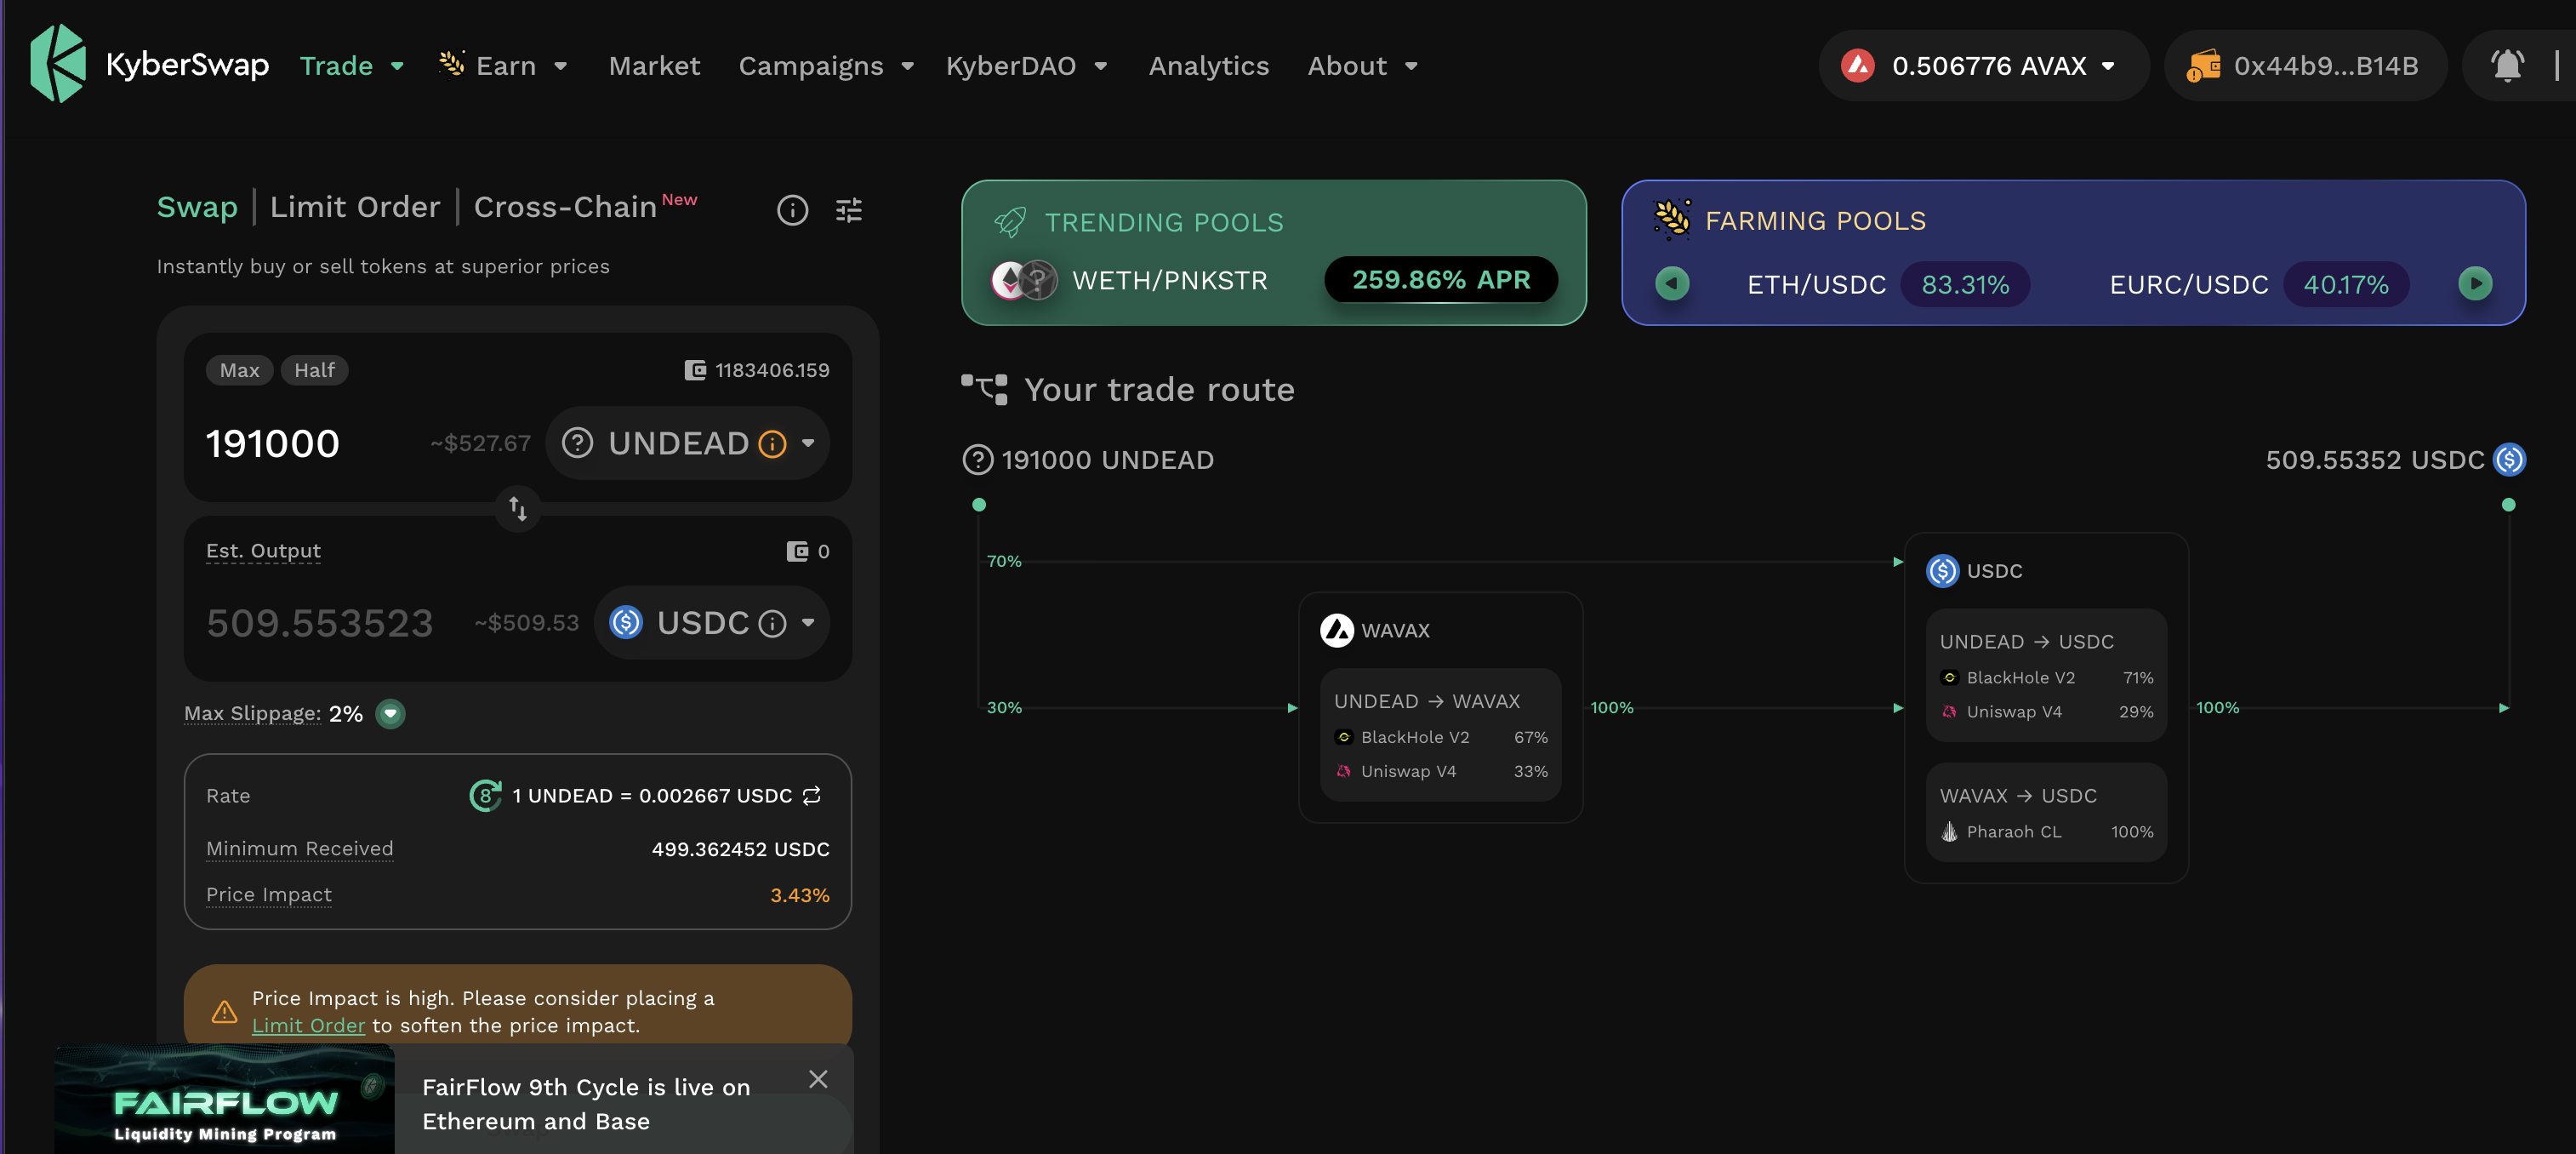 KyberSwap Trade Earn Market Campaigns KyberDAO Analytics About 0.506776 AVAX 0x44b9...B14B
Swap | Limit Order | Cross-Chain New
Instantly buy or sell tokens at superior prices
Max Half 1183406.159
191000 ~$527.67 UNDEAD
Est. Output 0
509.553523 ~$509.53 USDC
Max Slippage: 2%
Rate 8 1 UNDEAD = 0.002667 USDC
Minimum Received 499.362452 USDC
Price Impact 3.43%
Price Impact is high. Please consider placing a
Limit Order to soften the price impact.
FAIRFLOW
Liquidity Mining Program
FairFlow 9th Cycle is live on
Ethereum and Base
TRENDING POOLS
WETH/PNKSTR 259.86% APR
FARMING POOLS
ETH/USDC 83.31% EURC/USDC 40.17%
Your trade route
191000 UNDEAD 509.55352 USDC
70%
30%
WAVAX
UNDEAD → WAVAX
BlackHole V2 67%
Uniswap V4 33%
100%
USDC
UNDEAD → USDC
BlackHole V2 71%
Uniswap V4 29%
WAVAX → USDC
Pharaoh CL 100%
100%